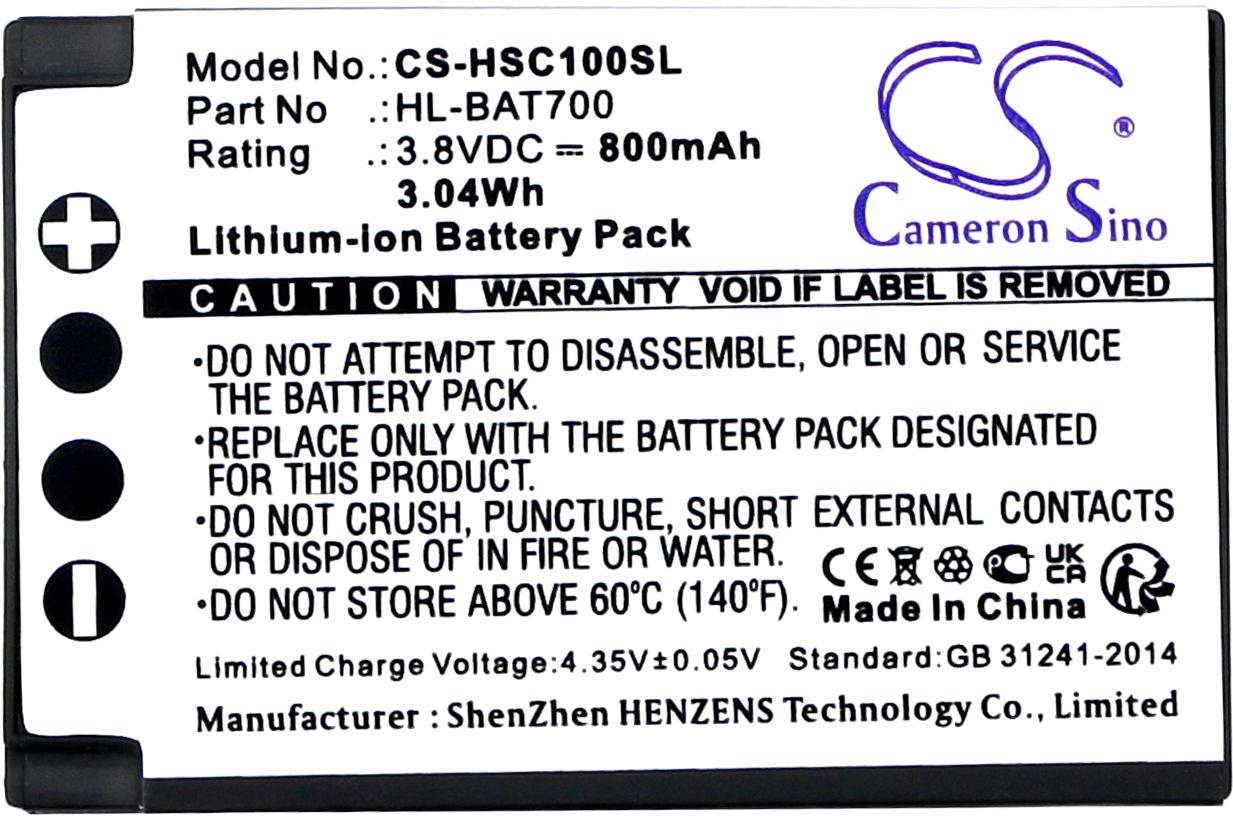 Model No.:CS-HSC100SL
Part No .:HL-BAT700
Rating .:3.8VDC ⎓ 800mAh
3.04Wh
Lithium-ion Battery Pack
CS ®
Cameron Sino
CAUTION WARRANTY VOID IF LABEL IS REMOVED
•DO NOT ATTEMPT TO DISASSEMBLE, OPEN OR SERVICE
THE BATTERY PACK.
•REPLACE ONLY WITH THE BATTERY PACK DESIGNATED
FOR THIS PRODUCT.
•DO NOT CRUSH, PUNCTURE, SHORT EXTERNAL CONTACTS
OR DISPOSE OF IN FIRE OR WATER.
•DO NOT STORE ABOVE 60°C (140°F).
CE UK
CA
Made In China
Limited Charge Voltage:4.35V±0.05V Standard:GB 31241-2014
Manufacturer : ShenZhen HENZENS Technology Co., Limited